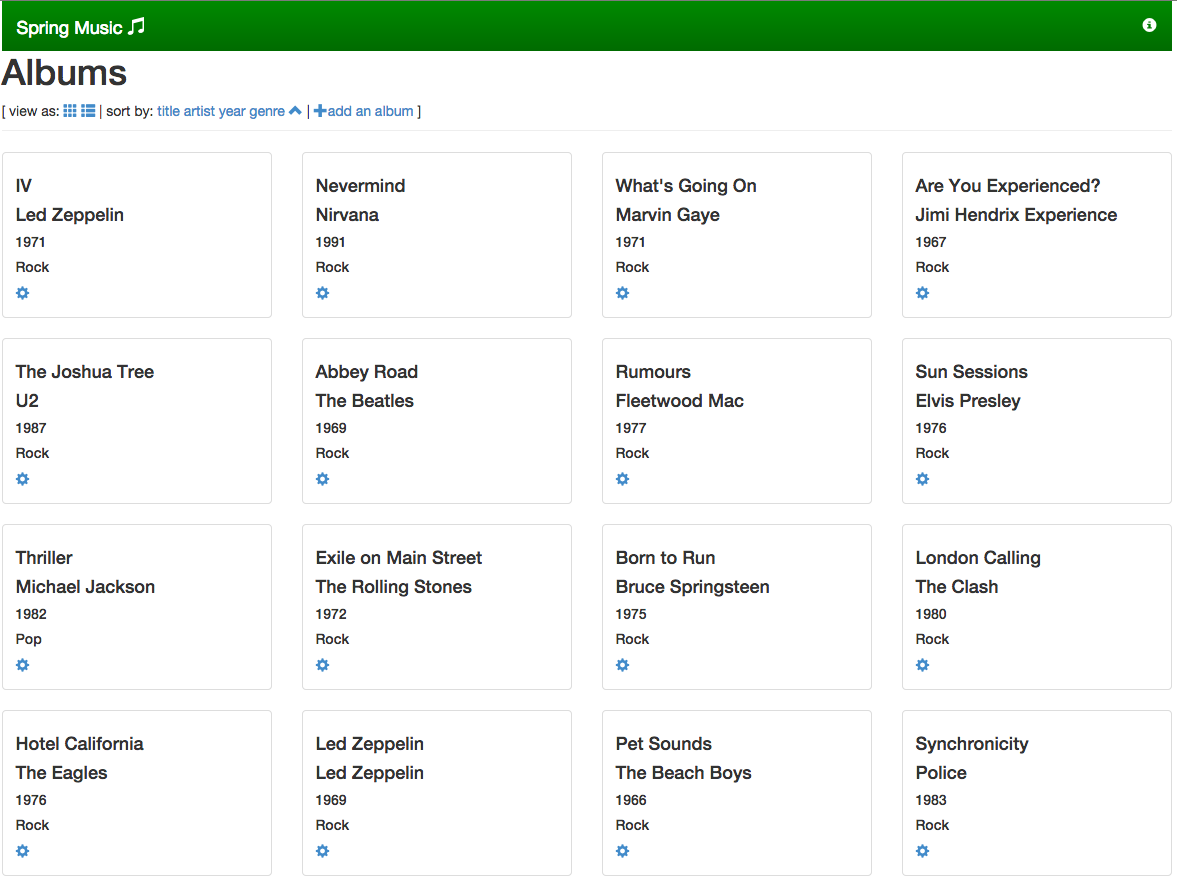 Spring Music
Albums
[ view as: | sort by: title artist year genre | add an album ]
IV
Led Zeppelin
1971
Rock
Nevermind
Nirvana
1991
Rock
What's Going On
Marvin Gaye
1971
Rock
Are You Experienced?
Jimi Hendrix Experience
1967
Rock
The Joshua Tree
U2
1987
Rock
Abbey Road
The Beatles
1969
Rock
Rumours
Fleetwood Mac
1977
Rock
Sun Sessions
Elvis Presley
1976
Rock
Thriller
Michael Jackson
1982
Pop
Exile on Main Street
The Rolling Stones
1972
Rock
Born to Run
Bruce Springsteen
1975
Rock
London Calling
The Clash
1980
Rock
Hotel California
The Eagles
1976
Rock
Led Zeppelin
Led Zeppelin
1969
Rock
Pet Sounds
The Beach Boys
1966
Rock
Synchronicity
Police
1983
Rock